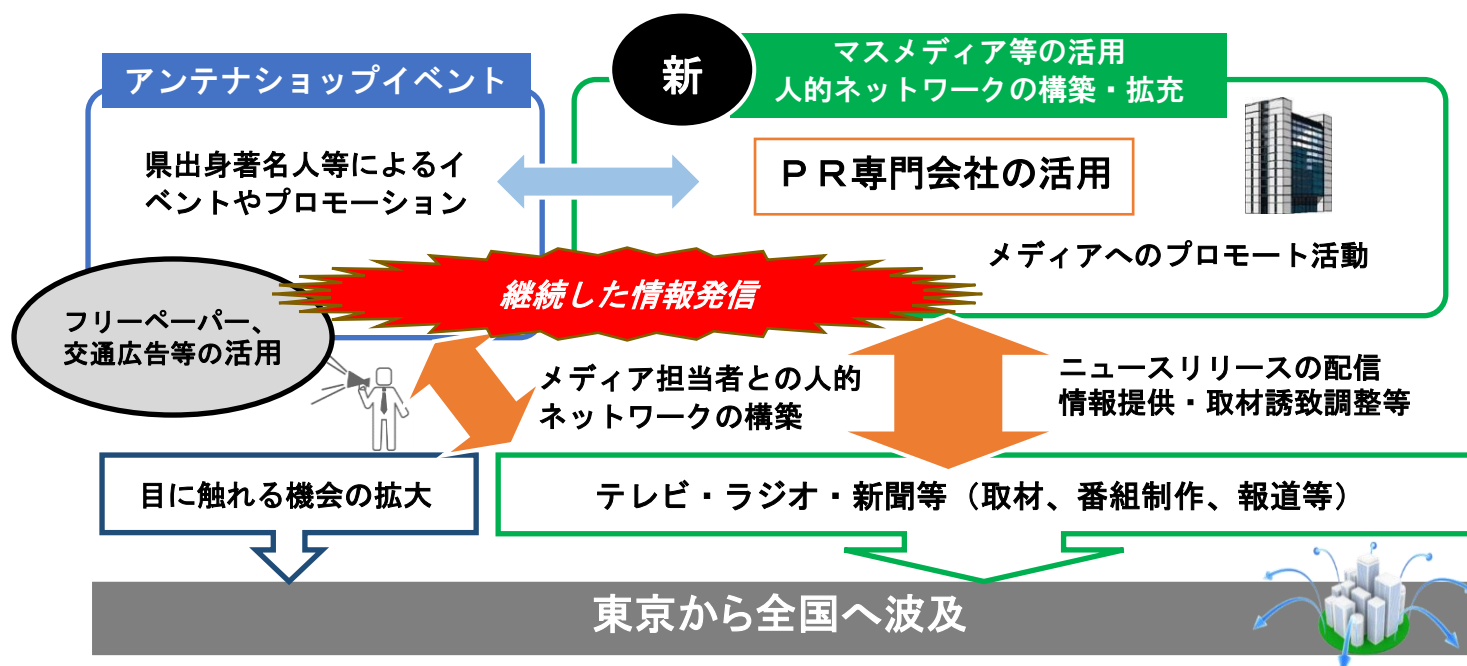 アンテナショップイベント
県出身著名人等によるイ
ベントやプロモーション
新
マスメディア等の活用
人的ネットワークの構築・拡充
ＰＲ専門会社の活用
メディアへのプロモート活動
継続した情報発信
フリーペーパー、
交通広告等の活用
メディア担当者との人的
ネットワークの構築
ニュースリリースの配信
情報提供・取材誘致調整等
目に触れる機会の拡大
テレビ・ラジオ・新聞等（取材、番組制作、報道等）
東京から全国へ波及